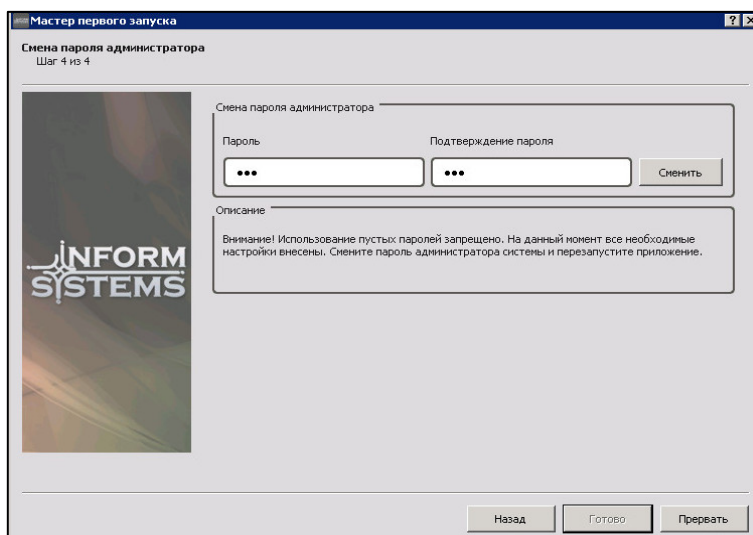 Мастер первого запуска
Смена пароля администратора
Шаг 4 из 4
Смена пароля администратора
Пароль
Подтверждение пароля
Сменить
Описание
Внимание! Использование пустых паролей запрещено. На данный момент все необходимые
настройки внесены. Смените пароль администратора системы и перезапустите приложение.
INFORM
SYSTEMS
Назад
Готово
Прервать